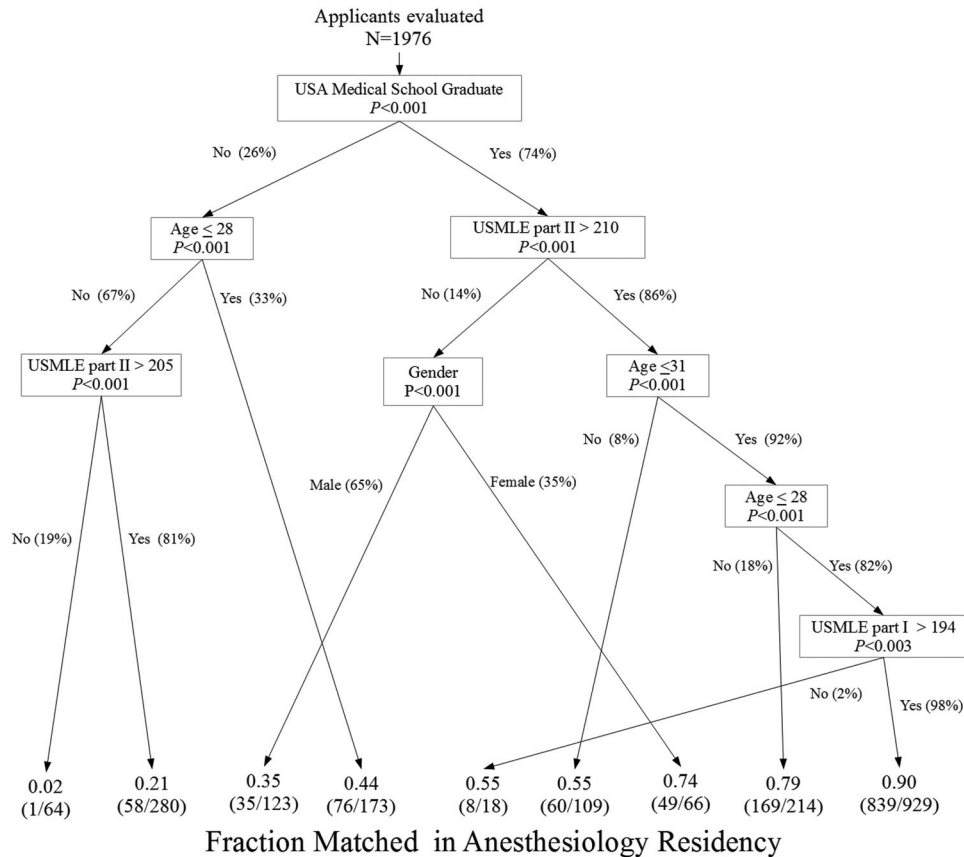 Applicants evaluated
N=1976
USA Medical School Graduate
P<0.001
No (26%)
Yes (74%)
Age ≤ 28
P<0.001
USMLE part II > 210
P<0.001
No (67%)
Yes (33%)
No (14%)
Yes (86%)
USMLE part II > 205
P<0.001
Gender
P<0.001
Age ≤31
P<0.001
No (8%)
Yes (92%)
Male (65%)
Female (35%)
Age ≤ 28
P<0.001
No (19%)
Yes (81%)
No (18%)
Yes (82%)
USMLE part I > 194
P<0.003
No (2%)
Yes (98%)
0.02 0.21 0.35 0.44 0.55 0.55 0.74 0.79 0.90
(1/64) (58/280) (35/123) (76/173) (8/18) (60/109) (49/66) (169/214) (839/929)
Fraction Matched in Anesthesiology Residency